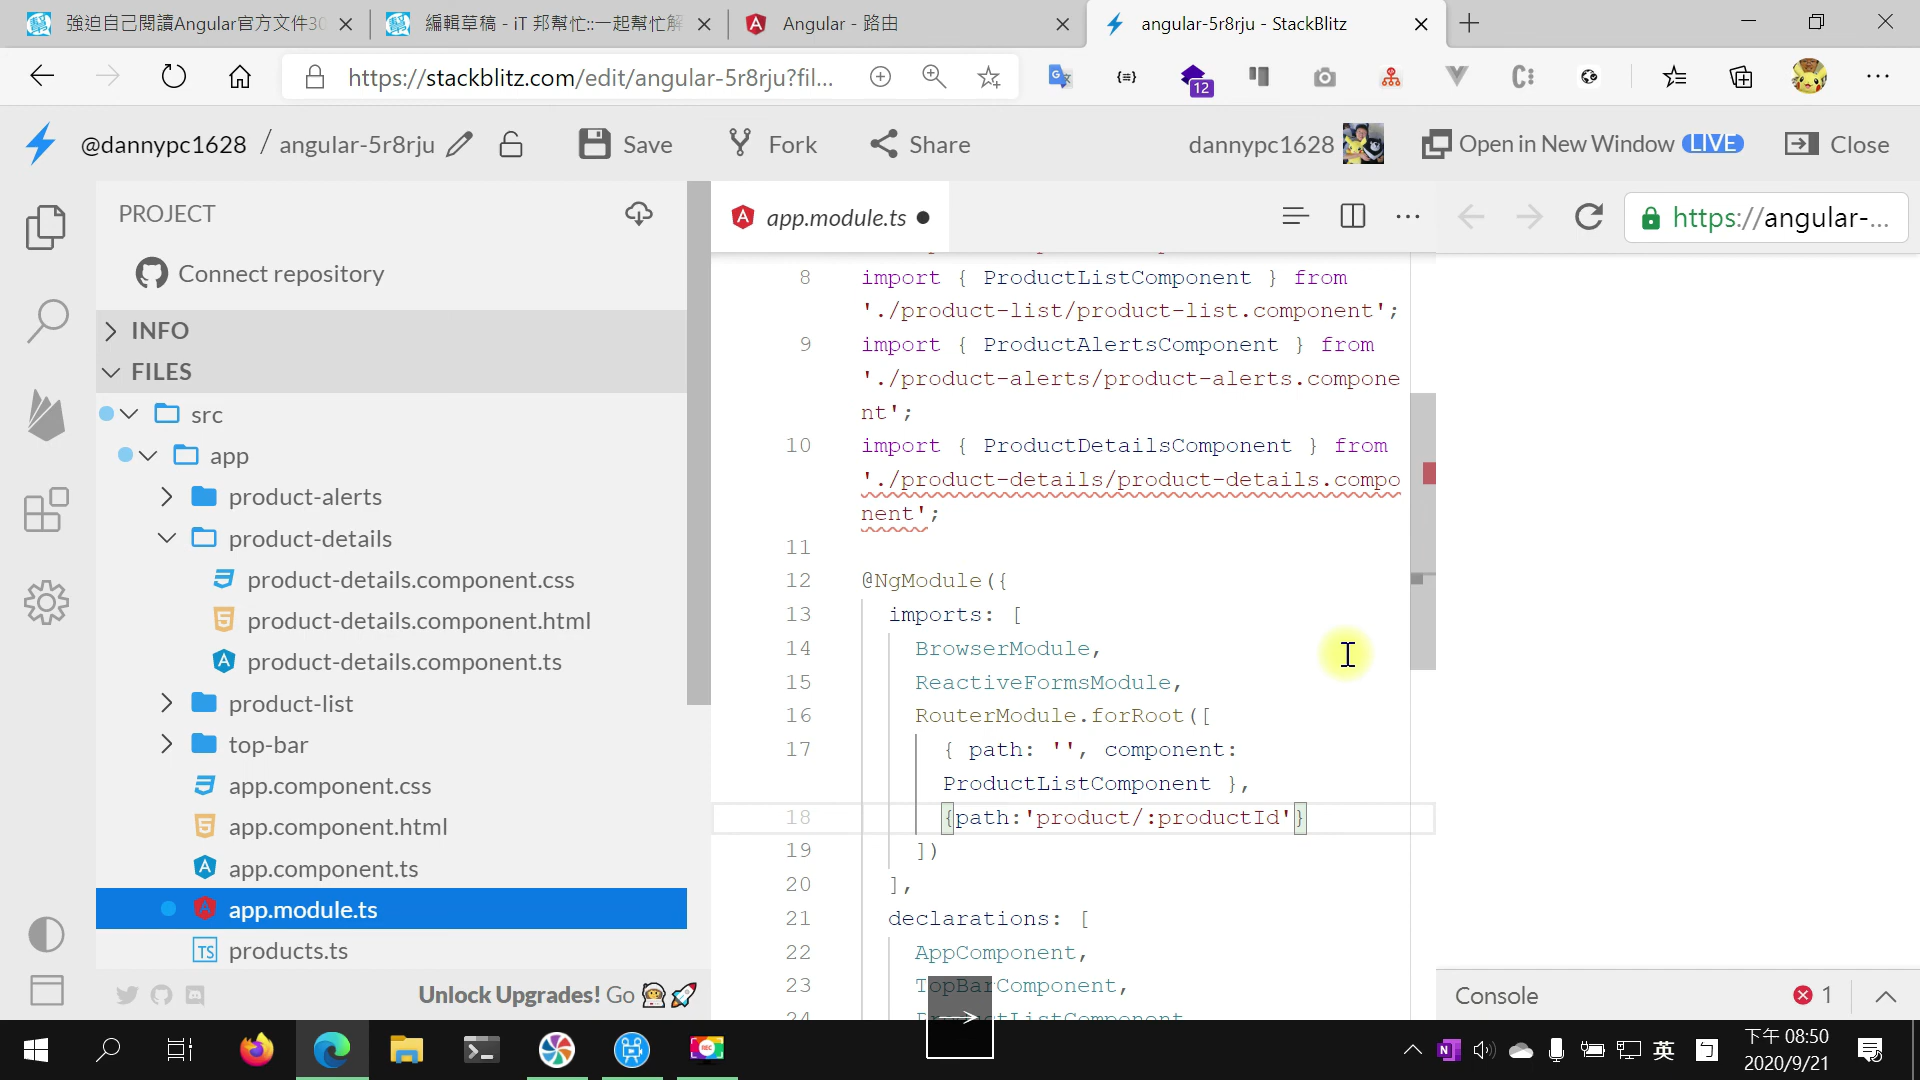 強迫自己閱讀Angular官方文件30
編輯草稿 - iT 邦幫忙::一起幫忙解
Angular - 路由
angular-5r8rju - StackBlitz
https://stackblitz.com/edit/angular-5r8rju?fil...
12
@dannypc1628 / angular-5r8rju
Save
Fork
Share
dannypc1628
Open in New Window LIVE
Close
PROJECT
Connect repository
INFO
FILES
src
app
product-alerts
product-details
product-details.component.css
product-details.component.html
product-details.component.ts
product-list
top-bar
app.component.css
app.component.html
app.component.ts
app.module.ts
TS products.ts
Unlock Upgrades! Go
app.module.ts
https://angular-...
8 import { ProductListComponent } from
'./product-list/product-list.component';
9 import { ProductAlertsComponent } from
'./product-alerts/product-alerts.compone
nt';
10 import { ProductDetailsComponent } from
'./product-details/product-details.compo
nent';
11
12 @NgModule({
13 imports: [
14 BrowserModule,
15 ReactiveFormsModule,
16 RouterModule.forRoot([
17 { path: '', component:
ProductListComponent },
18 {path:'product/:productId'}
19 ])
20 ],
21 declarations: [
22 AppComponent,
23 TopBarComponent,
24 ProductListComponent
Console
1
英
下午 08:50
2020/9/21